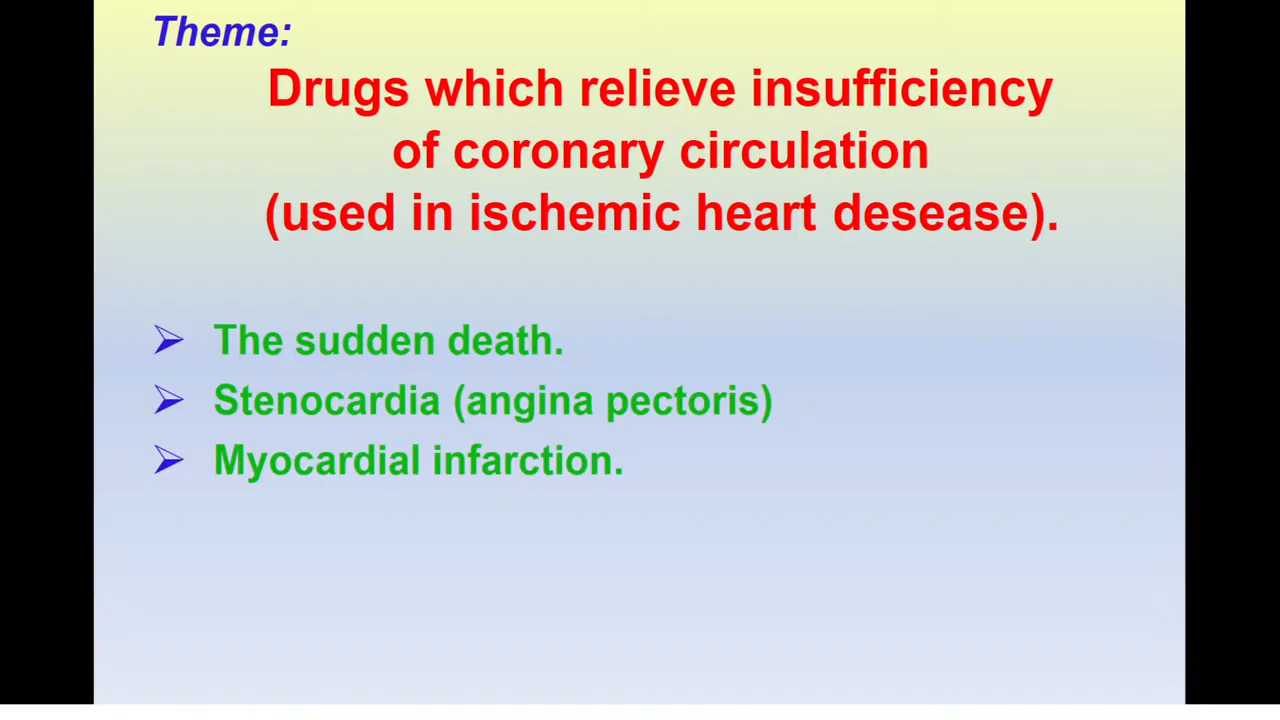 Theme:
Drugs which relieve insufficiency
of coronary circulation
(used in ischemic heart desease).
The sudden death.
Stenocardia (angina pectoris)
Myocardial infarction.